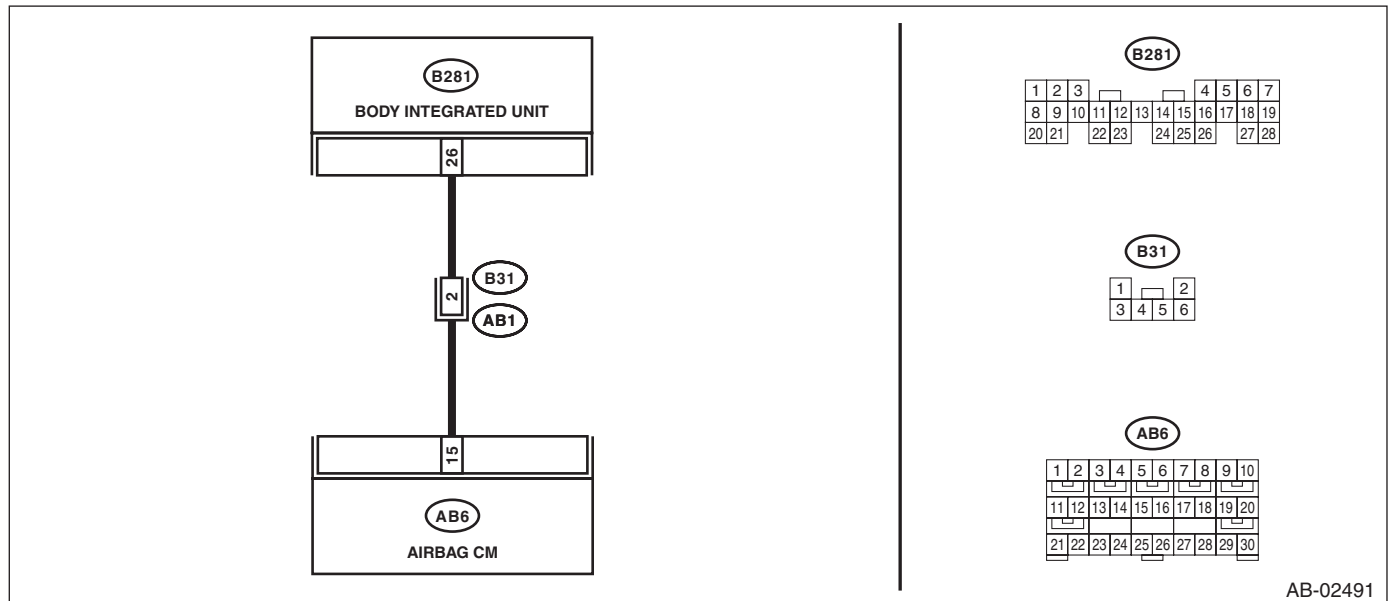 B281
BODY INTEGRATED UNIT
26
2
B31
AB1
15
AB6
AIRBAG CM
B281
1 2 3 4 5 6 7
8 9 10 11 12 13 14 15 16 17 18 19
20 21 22 23 24 25 26 27 28
B31
1 2
3 4 5 6
AB6
1 2 3 4 5 6 7 8 9 10
11 12 13 14 15 16 17 18 19 20
21 22 23 24 25 26 27 28 29 30
AB-02491